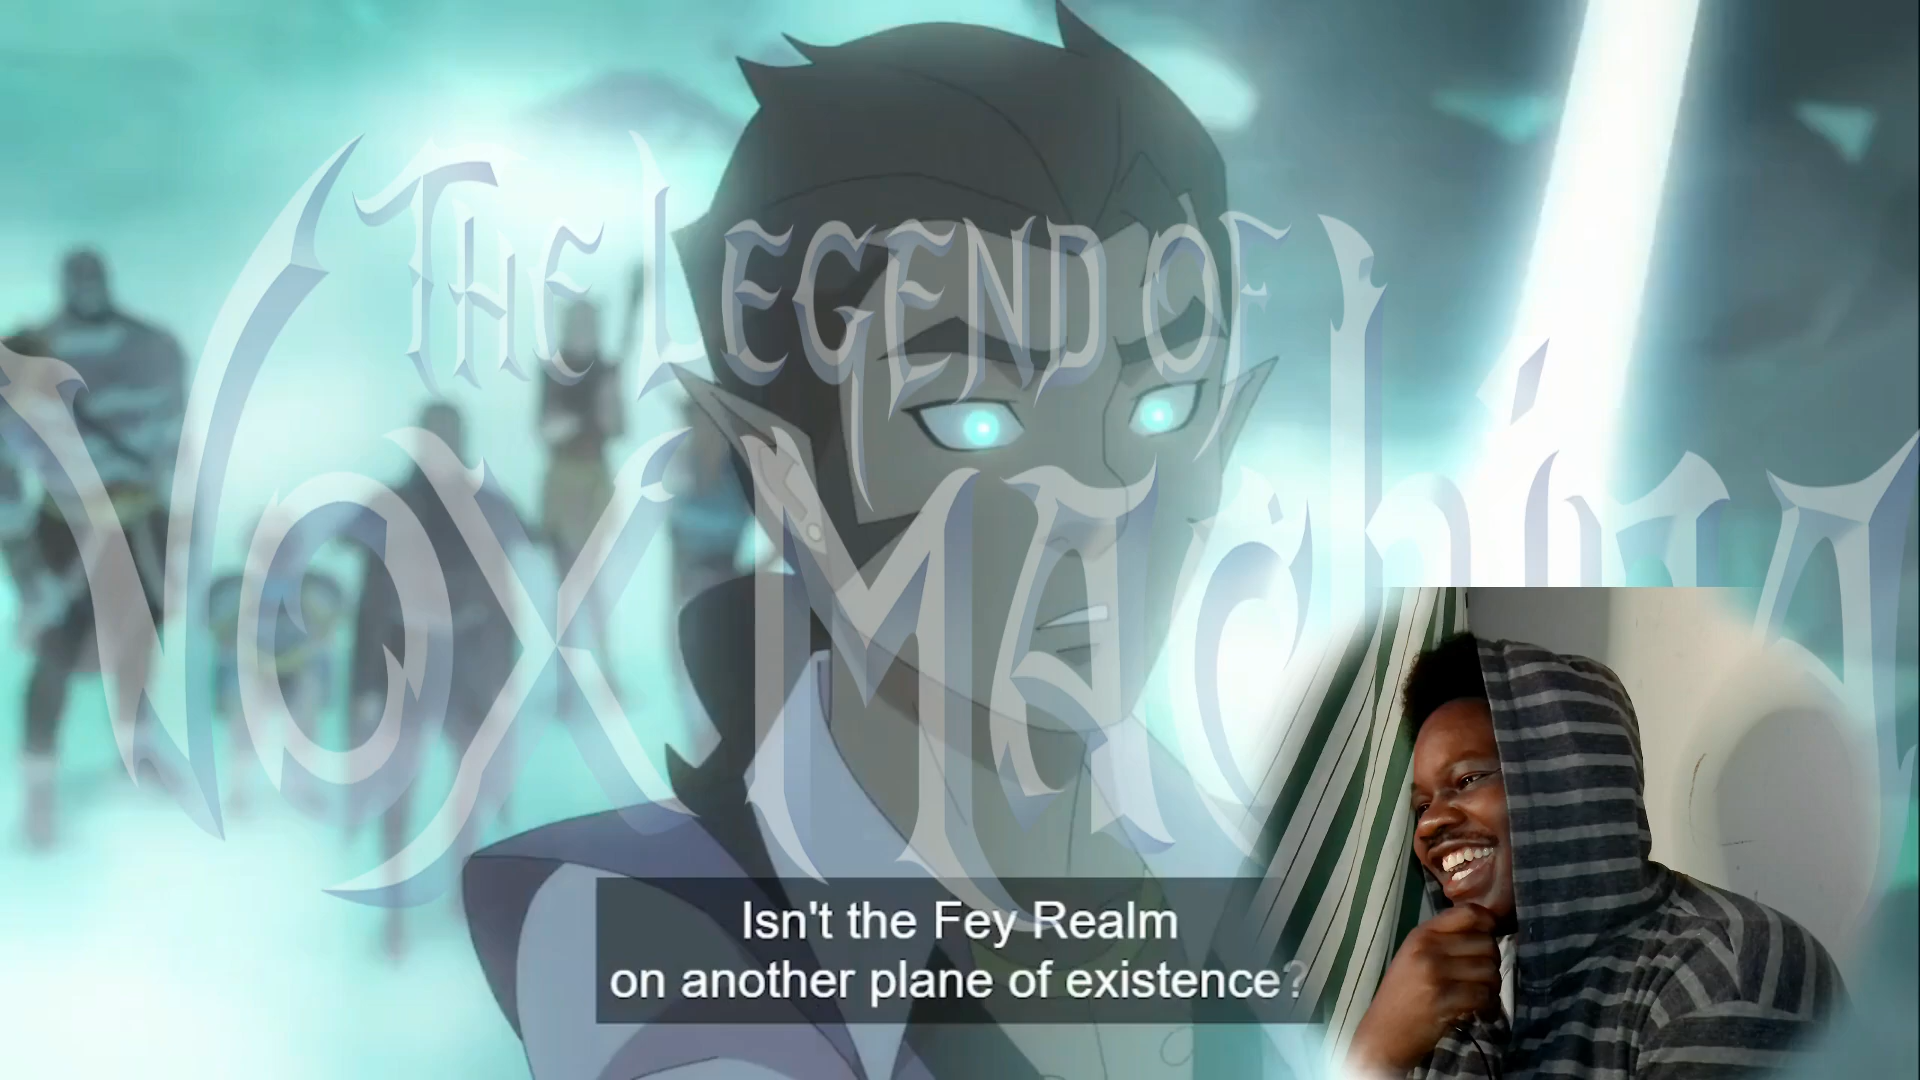 THE LEGEND OF
VOX MAChinA
Isn't the Fey Realm
on another plane of existence?